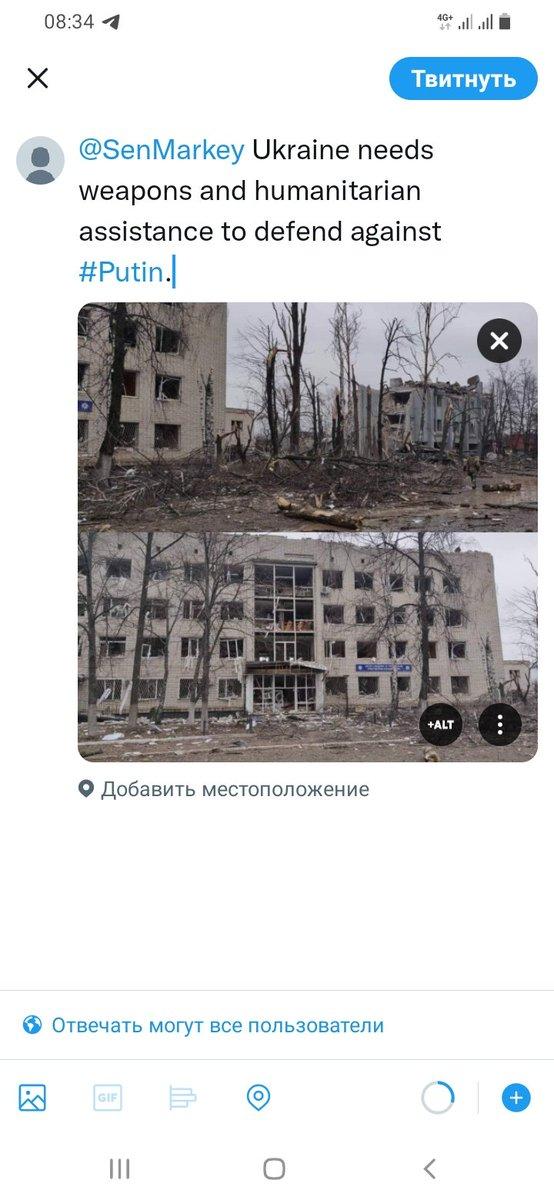 08:34
4G+
Твитнуть
@SenMarkey Ukraine needs
weapons and humanitarian
assistance to defend against
#Putin.
+ALT
Добавить местоположение
Отвечать могут все пользователи
GIF